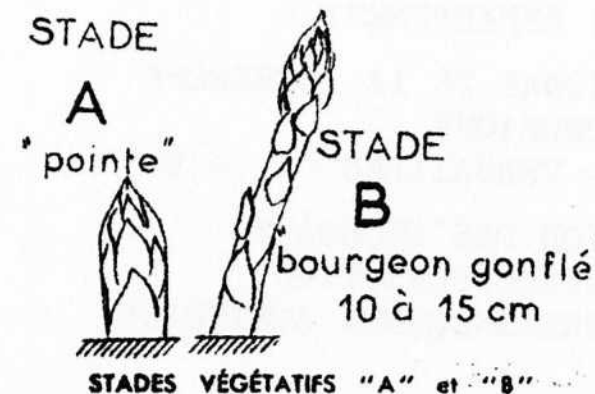 STADE
A
"pointe"
STADE
B
"bourgeon gonflé
10 à 15 cm
STADES VÉGÉTATIFS "A" et "B"